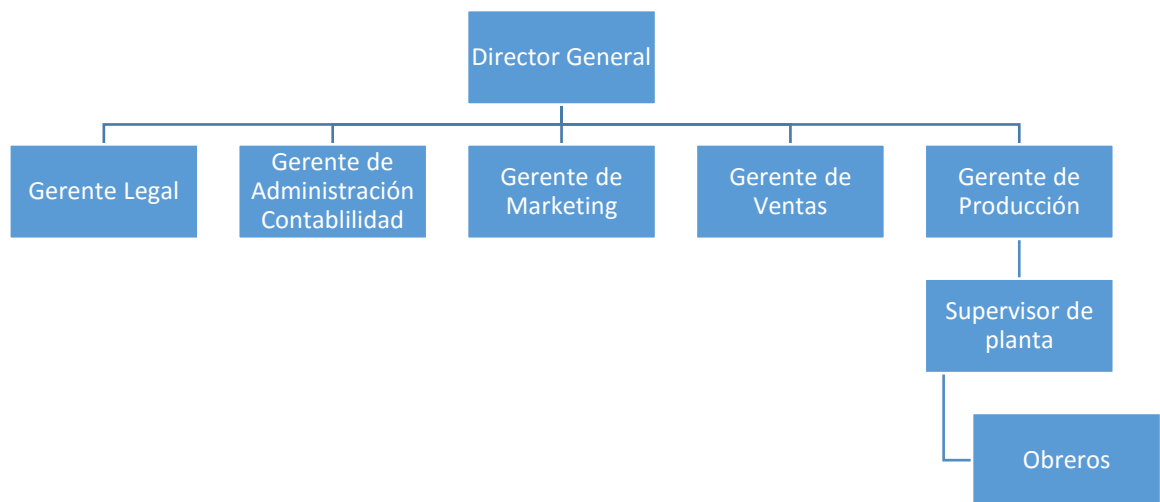 Director General
Gerente Legal
Gerente de
Administración
Contablilidad
Gerente de
Marketing
Gerente de
Ventas
Gerente de
Producción
Supervisor de
planta
Obreros